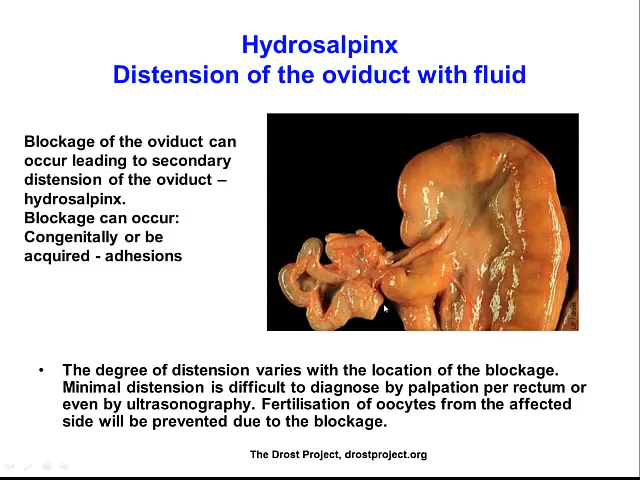 Hydrosalpinx
Distension of the oviduct with fluid
Blockage of the oviduct can
occur leading to secondary
distension of the oviduct –
hydrosalpinx.
Blockage can occur:
Congenitally or be
acquired - adhesions
• The degree of distension varies with the location of the blockage.
Minimal distension is difficult to diagnose by palpation per rectum or
even by ultrasonography. Fertilisation of oocytes from the affected
side will be prevented due to the blockage.
The Drost Project, drostproject.org